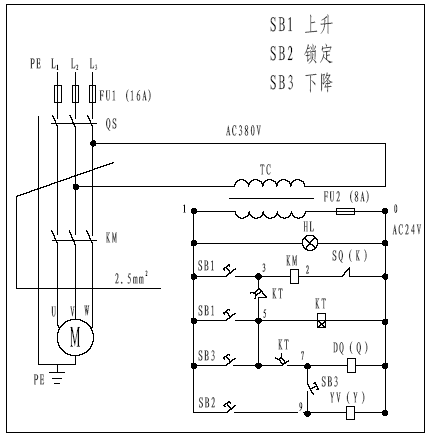 SB1 上升
SB2 锁定
SB3 下降
PE L1 L2 L3
FU1 (16A)
QS
AC380V
TC
FU2 (8A)
1 0
HL AC24V
KM
SB1 3 KM 2 SQ(K)
2.5mm²
KT
SB1 5 KT
U V W
M
SB3 KT 7 DQ(Q)
PE
SB3
SB2 9 YV(Y)